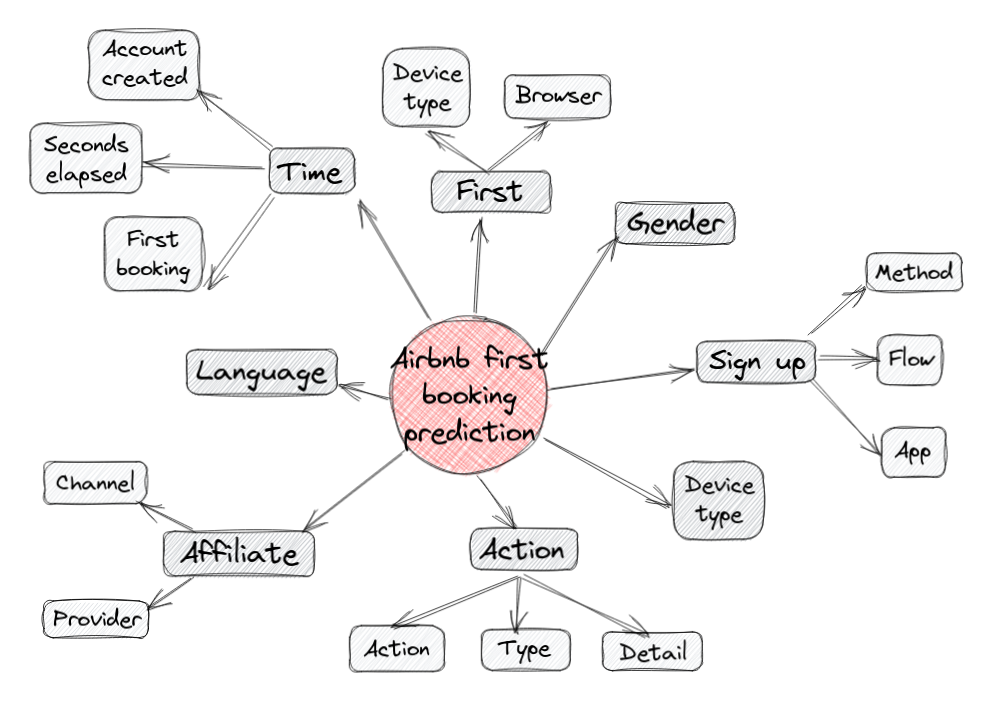 Account
created
Device
type
Browser
Seconds
elapsed
Time
First
Gender
First
booking
Method
Airbnb first
booking
prediction
Language
Sign up
Flow
App
Channel
Device
type
Affiliate
Action
Provider
Action
Type
Detail